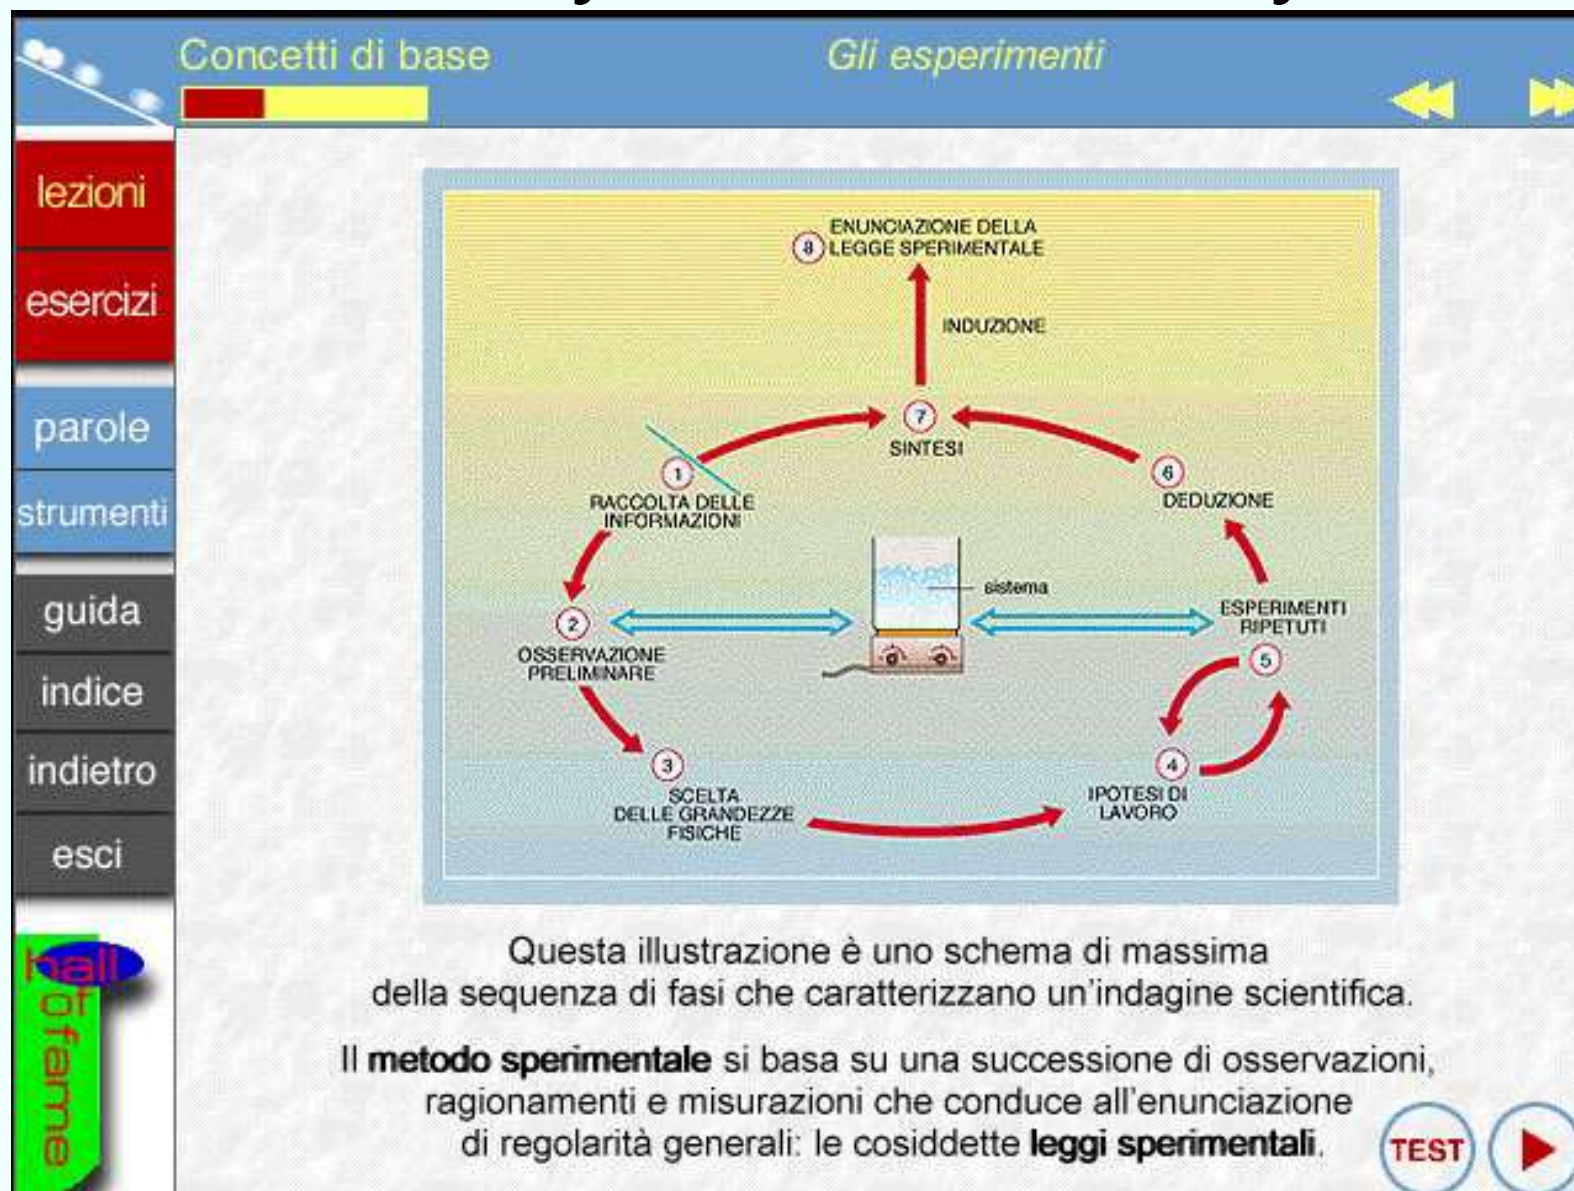 Concetti di base
Gli esperimenti
lezioni
esercizi
parole
strumenti
guida
indice
indietro
esci
hall
of fame
8 ENUNCIAZIONE DELLA
LEGGE SPERIMENTALE
INDUZIONE
7
SINTESI
1
RACCOLTA DELLE
INFORMAZIONI
6
DEDUZIONE
sistema
2
OSSERVAZIONE
PRELIMINARE
ESPERIMENTI
RIPETUTI
5
3
SCELTA
DELLE GRANDEZZE
FISICHE
4
IPOTESI DI
LAVORO
Questa illustrazione è uno schema di massima
della sequenza di fasi che caratterizzano un'indagine scientifica.
Il metodo sperimentale si basa su una successione di osservazioni,
ragionamenti e misurazioni che conduce all'enunciazione
di regolarità generali: le cosiddette leggi sperimentali.
TEST